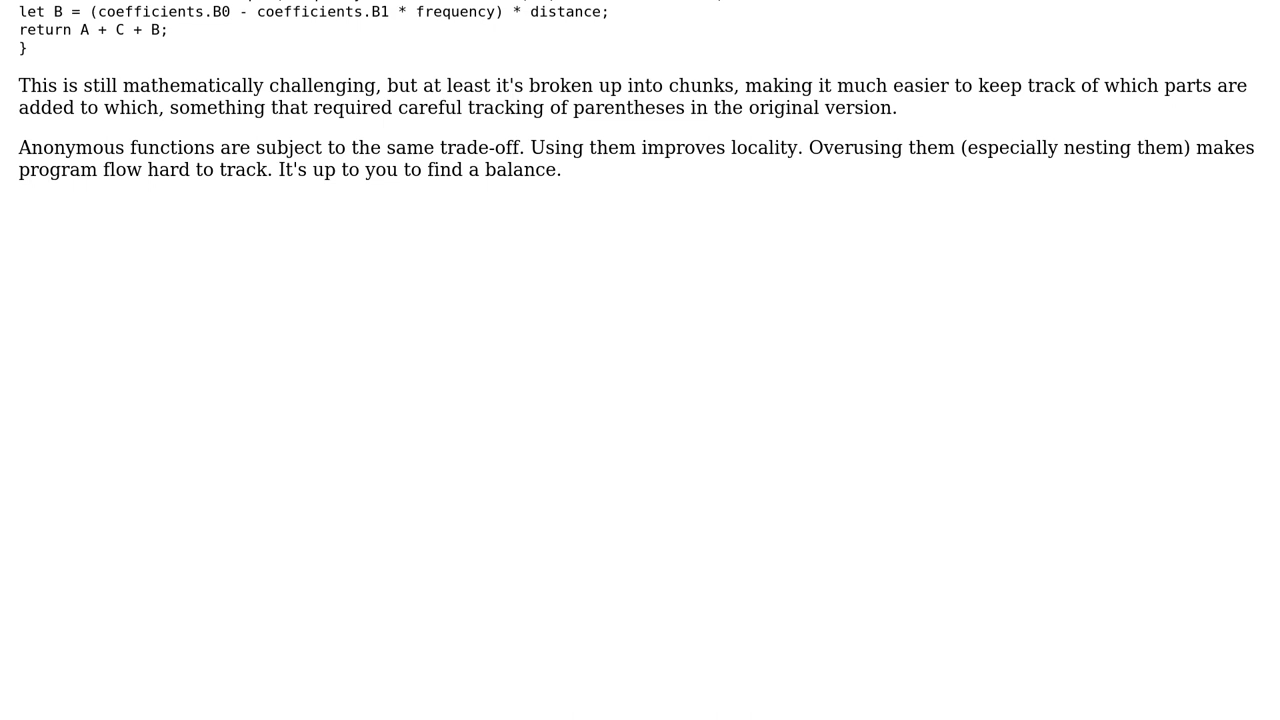 let B = (coefficients.B0 - coefficients.B1 * frequency) * distance;
return A + C + B;
}
This is still mathematically challenging, but at least it's broken up into chunks, making it much easier to keep track of which parts are
added to which, something that required careful tracking of parentheses in the original version.
Anonymous functions are subject to the same trade-off. Using them improves locality. Overusing them (especially nesting them) makes
program flow hard to track. It's up to you to find a balance.